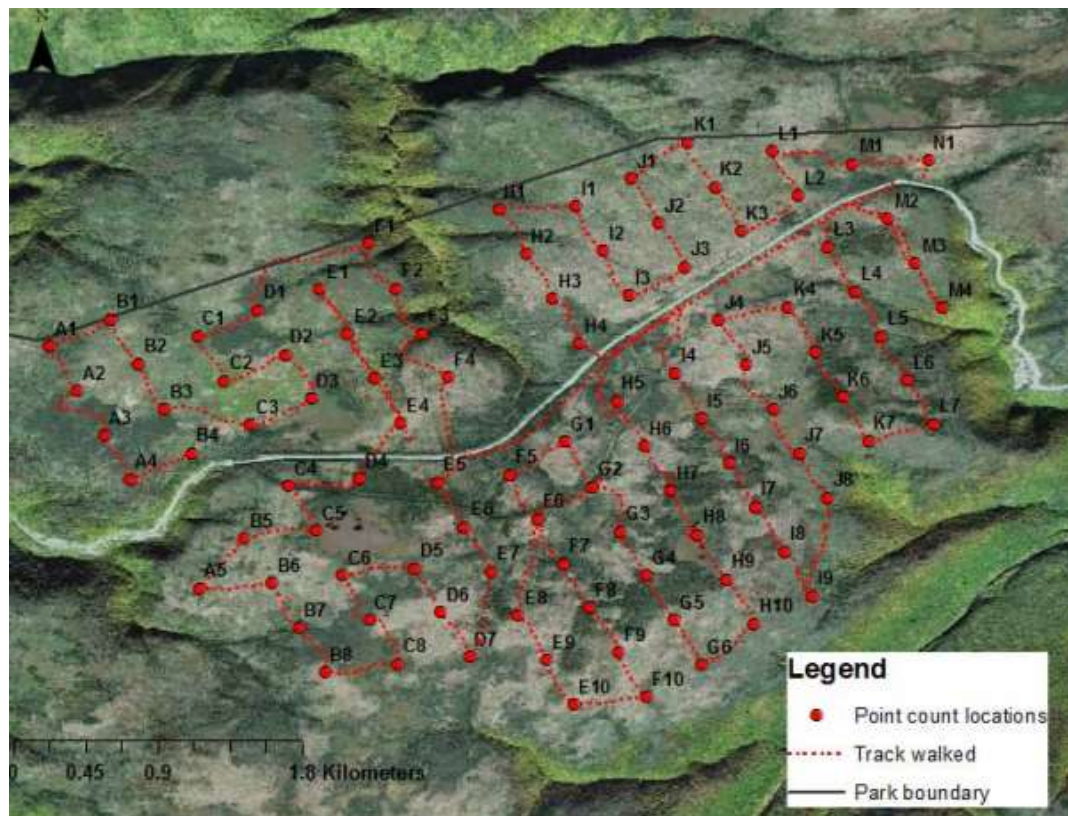 N
K1
L1
N1
M1
J1
K2
L2
I1
H1
J2
K3
M2
F1
L3
H2
I2
J3
M3
E1
F2
L4
D1
H3
I3
M4
B1
J4
K4
A1
C1
E2
F3
L5
D2
H4
B2
E3
F4
I4
J5
K5
L6
A2
C2
D3
H5
B3
E4
I5
J6
K6
L7
A3
C3
G1
H6
K7
A4
B4
D4
E5
F5
I6
J7
C4
G2
H7
J8
B5
C5
E6
E6
G3
H8
I7
I8
A5
B6
C6
D5
E7
F7
G4
H9
I9
B7
C7
D6
E8
F8
G5
H10
B8
C8
D7
E9
F9
G6
E10
F10
Legend
Point count locations
Track walked
Park boundary
0 0.45 0.9 1.8 Kilometers